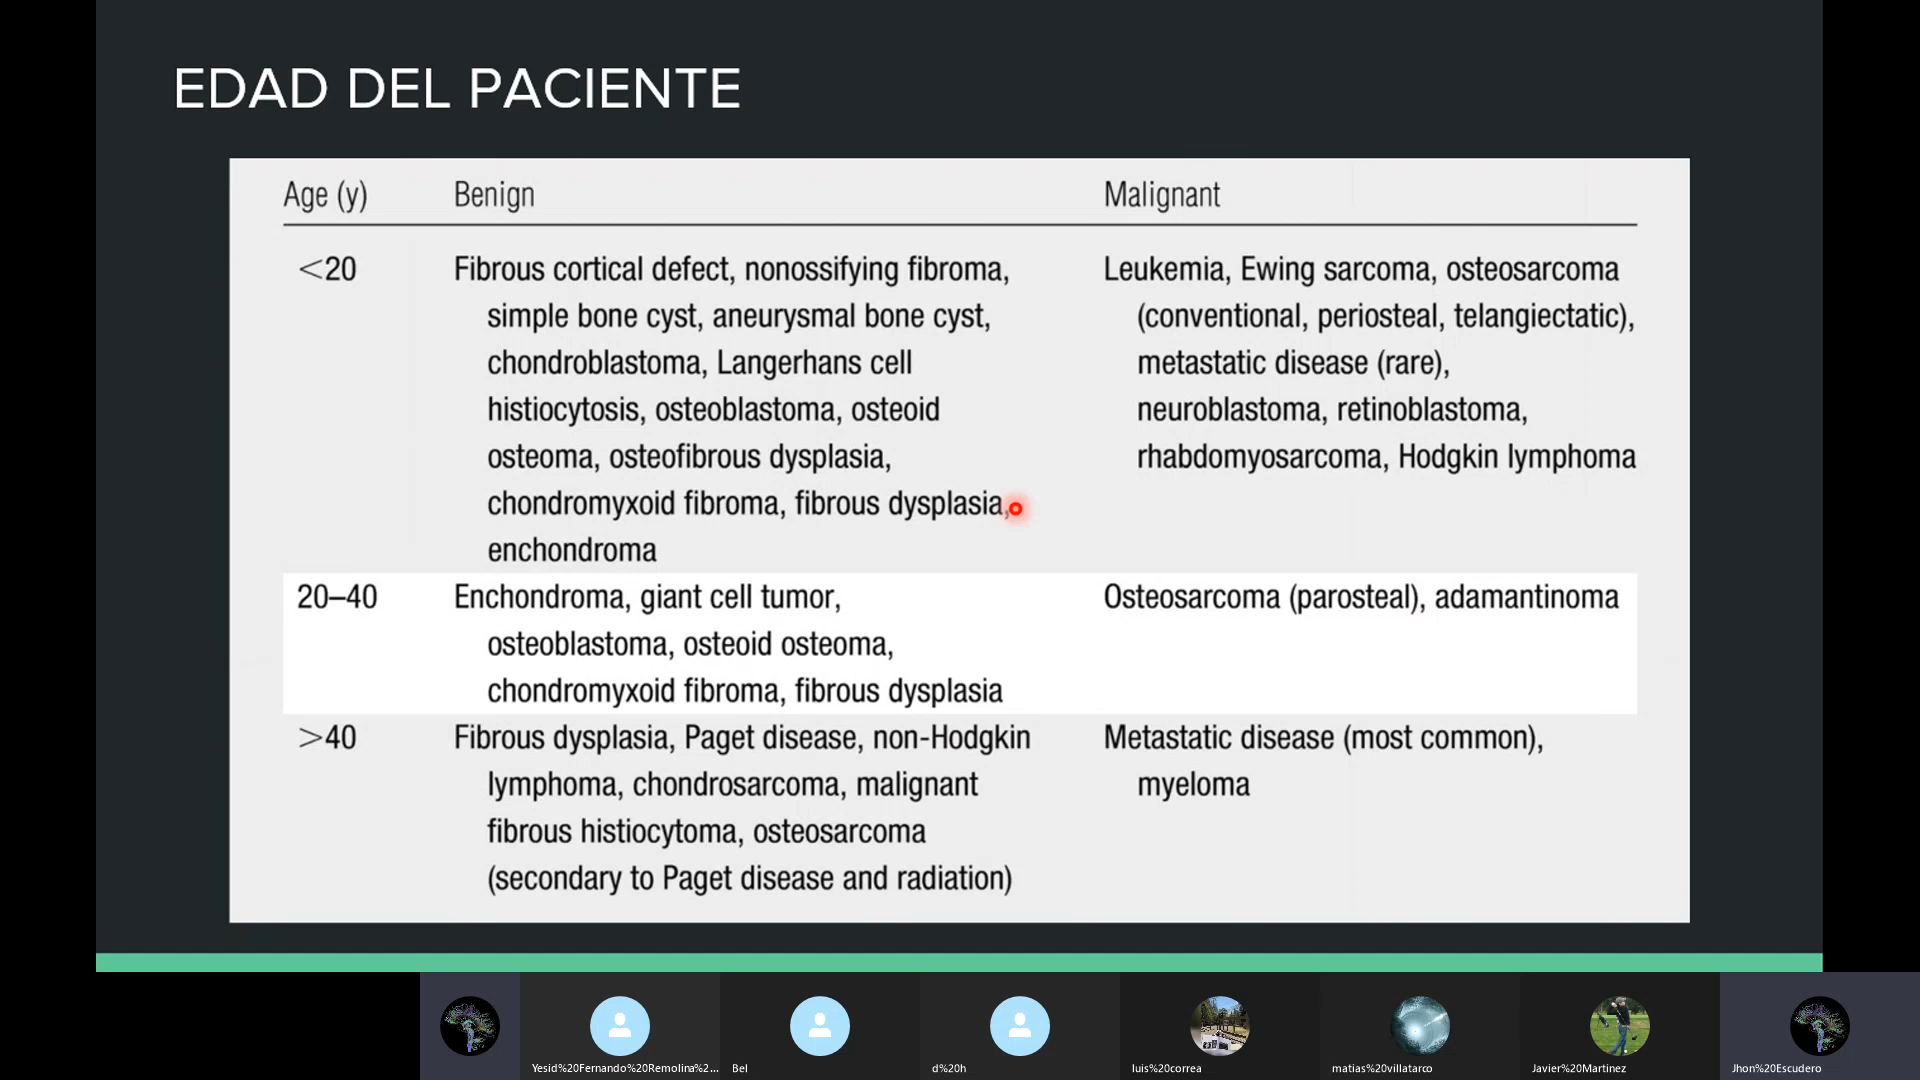 EDAD DEL PACIENTE
Age (y) Benign Malignant
<20 Fibrous cortical defect, nonossifying fibroma, Leukemia, Ewing sarcoma, osteosarcoma
simple bone cyst, aneurysmal bone cyst, (conventional, periosteal, telangiectatic),
chondroblastoma, Langerhans cell metastatic disease (rare),
histiocytosis, osteoblastoma, osteoid neuroblastoma, retinoblastoma,
osteoma, osteofibrous dysplasia, rhabdomyosarcoma, Hodgkin lymphoma
chondromyxoid fibroma, fibrous dysplasia,
enchondroma
20–40 Enchondroma, giant cell tumor, Osteosarcoma (parosteal), adamantinoma
osteoblastoma, osteoid osteoma,
chondromyxoid fibroma, fibrous dysplasia
>40 Fibrous dysplasia, Paget disease, non-Hodgkin Metastatic disease (most common),
lymphoma, chondrosarcoma, malignant myeloma
fibrous histiocytoma, osteosarcoma
(secondary to Paget disease and radiation)
Yesid%20Fernando%20Remolina%2... Bel d%20h luis%20correa matias%20villatarco Javier%20Martinez Jhon%20Escudero